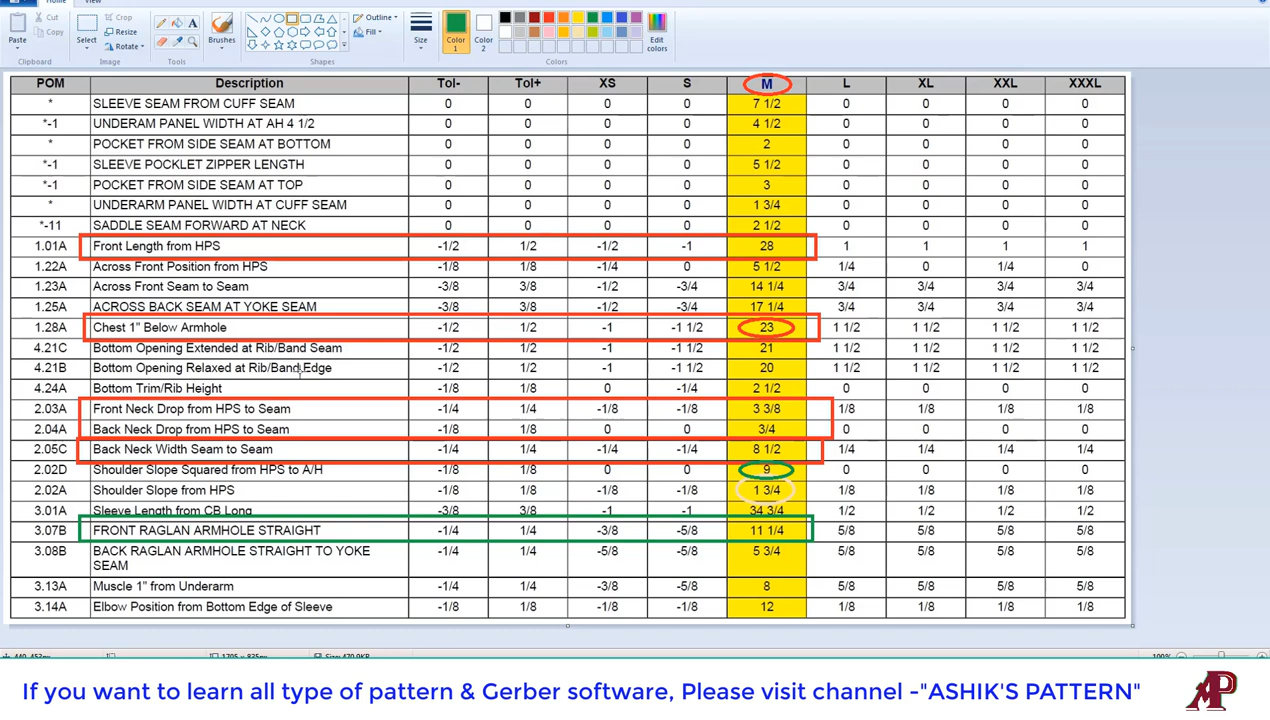 Home View
Cut
Copy
Paste
Clipboard
Select
Crop
Resize
Rotate
Image
A
Tools
Brushes
Outline
Fill
Shapes
Size
Color 1
Color 2
Edit colors
Colors
POM Description Tol- Tol+ XS S M L XL XXL XXXL
* SLEEVE SEAM FROM CUFF SEAM 0 0 0 0 7 1/2 0 0 0 0
*-1 UNDERAM PANEL WIDTH AT AH 4 1/2 0 0 0 0 4 1/2 0 0 0 0
* POCKET FROM SIDE SEAM AT BOTTOM 0 0 0 0 2 0 0 0 0
*-1 SLEEVE POCKLET ZIPPER LENGTH 0 0 0 0 5 1/2 0 0 0 0
*-1 POCKET FROM SIDE SEAM AT TOP 0 0 0 0 3 0 0 0 0
* UNDERARM PANEL WIDTH AT CUFF SEAM 0 0 0 0 1 3/4 0 0 0 0
*-11 SADDLE SEAM FORWARD AT NECK 0 0 0 0 2 1/2 0 0 0 0
1.01A Front Length from HPS -1/2 1/2 -1/2 -1 28 1 1 1 1
1.22A Across Front Position from HPS -1/8 1/8 -1/4 0 5 1/2 1/4 0 1/4 0
1.23A Across Front Seam to Seam -3/8 3/8 -1/2 -3/4 14 1/4 3/4 3/4 3/4 3/4
1.25A ACROSS BACK SEAM AT YOKE SEAM -3/8 3/8 -1/2 -3/4 17 1/4 3/4 3/4 3/4 3/4
1.28A Chest 1" Below Armhole -1/2 1/2 -1 -1 1/2 23 1 1/2 1 1/2 1 1/2 1 1/2
4.21C Bottom Opening Extended at Rib/Band Seam -1/2 1/2 -1 -1 1/2 21 1 1/2 1 1/2 1 1/2 1 1/2
4.21B Bottom Opening Relaxed at Rib/Band Edge -1/2 1/2 -1 -1 1/2 20 1 1/2 1 1/2 1 1/2 1 1/2
4.24A Bottom Trim/Rib Height -1/8 1/8 0 -1/4 2 1/2 0 0 0 0
2.03A Front Neck Drop from HPS to Seam -1/4 1/4 -1/8 -1/8 3 3/8 1/8 1/8 1/8 1/8
2.04A Back Neck Drop from HPS to Seam -1/8 1/8 0 0 3/4 0 0 0 0
2.05C Back Neck Width Seam to Seam -1/4 1/4 -1/4 -1/4 8 1/2 1/4 1/4 1/4 1/4
2.02D Shoulder Slope Squared from HPS to A/H -1/8 1/8 0 0 9 0 0 0 0
2.02A Shoulder Slope from HPS -1/8 1/8 -1/8 -1/8 1 3/4 1/8 1/8 1/8 1/8
3.01A Sleeve Length from CB Long -3/8 3/8 -1 -1 34 3/4 1/2 1/2 1/2 1/2
3.07B FRONT RAGLAN ARMHOLE STRAIGHT -1/4 1/4 -3/8 -5/8 11 1/4 5/8 5/8 5/8 5/8
3.08B BACK RAGLAN ARMHOLE STRAIGHT TO YOKE SEAM -1/4 1/4 -3/8 -5/8 5 3/4 5/8 5/8 5/8 5/8
3.13A Muscle 1" from Underarm -1/4 1/4 -3/8 -5/8 8 5/8 5/8 5/8 5/8
3.14A Elbow Position from Bottom Edge of Sleeve -1/8 1/8 -1/8 -1/8 12 1/8 1/8 1/8 1/8
If you want to learn all type of pattern & Gerber software, Please visit channel -"ASHIK'S PATTERN"
AP